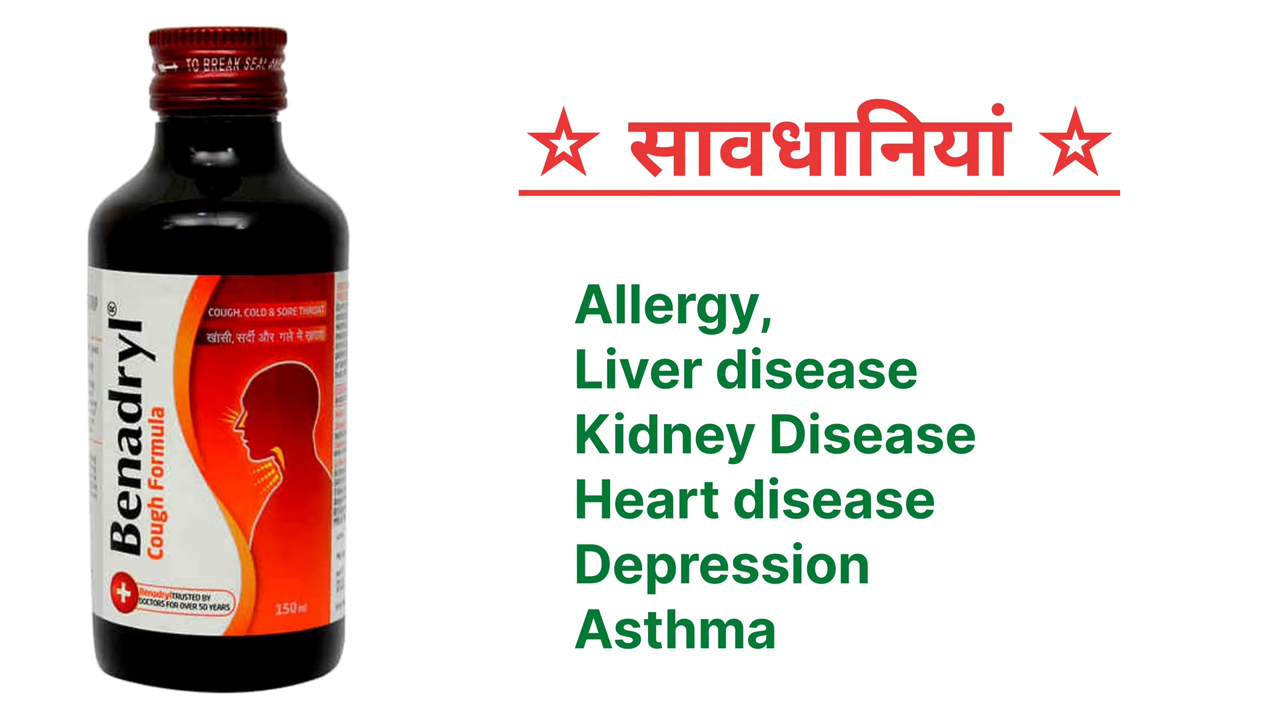 TO BREAK SEAL
★ सावधानियां ★
Allergy,
Liver disease
Kidney Disease
Heart disease
Depression
Asthma
Benadryl®
Cough Formula
COUGH, COLD & SORE THROAT
खांसी, सर्दी और गले में
Benadryl TRUSTED BY
DOCTORS FOR OVER 50 YEARS
150 ml